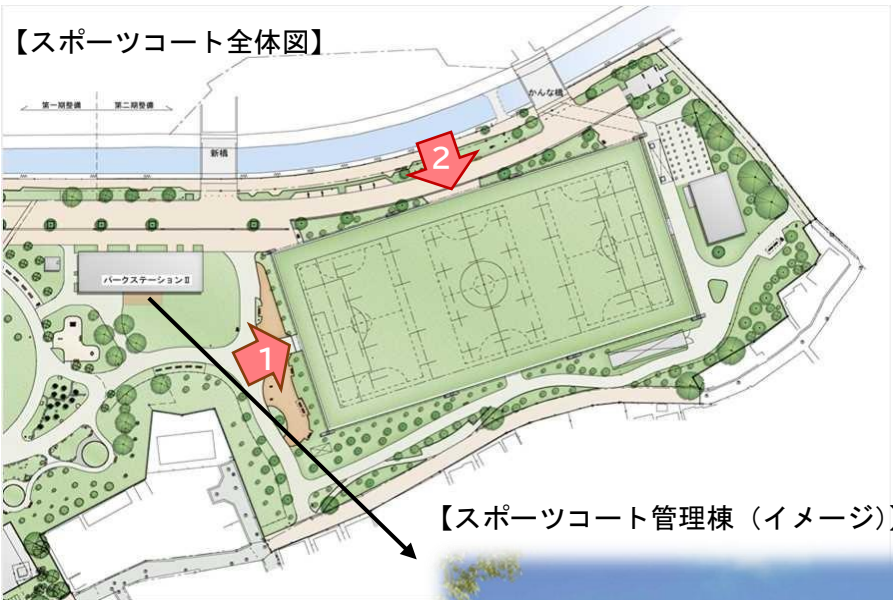 【スポーツコート全体図】
かんな橋
第一期整備 第二期整備
新橋
2
パークステーションⅡ
1
【スポーツコート管理棟（イメージ）】